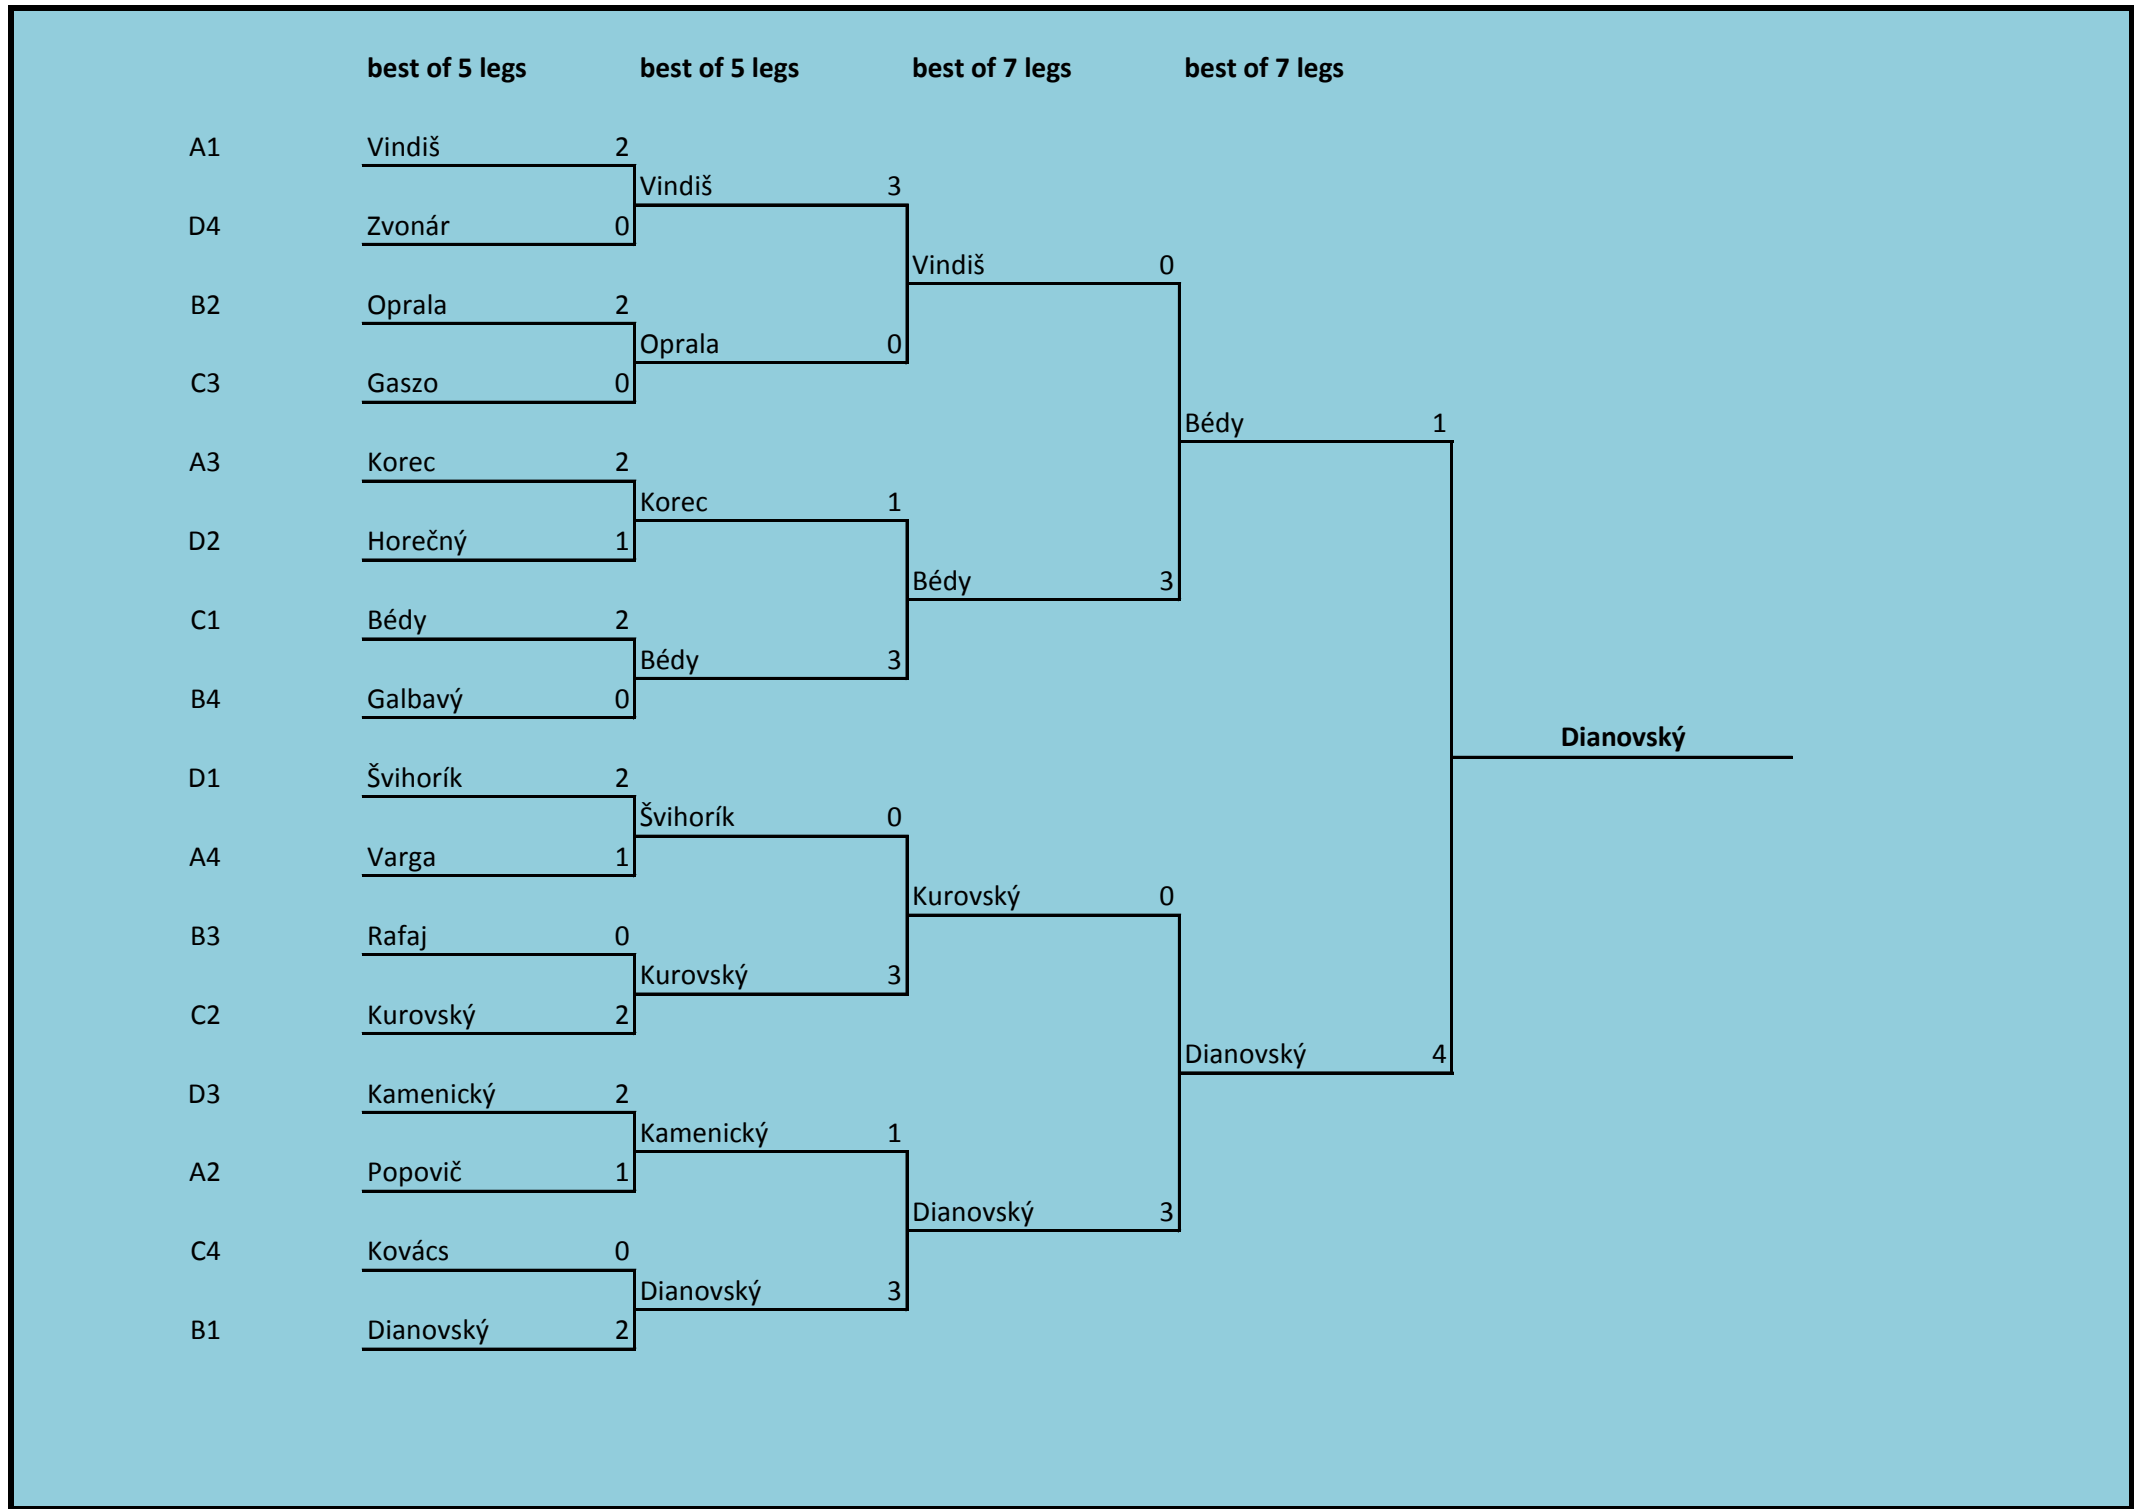 best of 5 legs best of 5 legs best of 7 legs best of 7 legs
A1 Vindiš 2
Vindiš 3
D4 Zvonár 0
Vindiš 0
B2 Oprala 2
Oprala 0
C3 Gaszo 0
Bédy 1
A3 Korec 2
Korec 1
D2 Horečný 1
Bédy 3
C1 Bédy 2
Bédy 3
B4 Galbavý 0
Dianovský
D1 Švihorík 2
Švihorík 0
A4 Varga 1
Kurovský 0
B3 Rafaj 0
Kurovský 3
C2 Kurovský 2
Dianovský 4
D3 Kamenický 2
Kamenický 1
A2 Popovič 1
Dianovský 3
C4 Kovács 0
Dianovský 3
B1 Dianovský 2